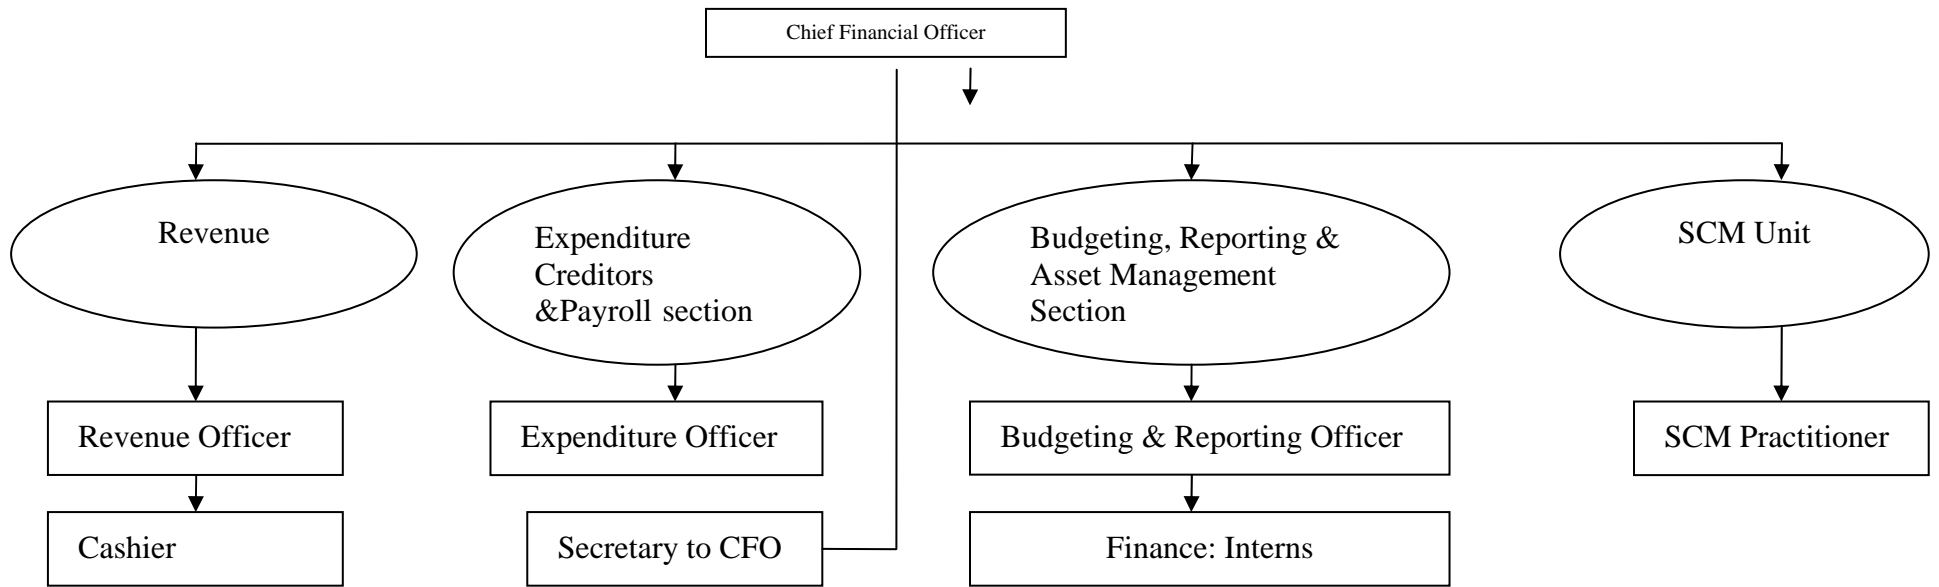 Chief Financial Officer
Revenue
Expenditure
Creditors
&Payroll section
Budgeting, Reporting &
Asset Management
Section
SCM Unit
Revenue Officer
Expenditure Officer
Budgeting & Reporting Officer
SCM Practitioner
Cashier
Secretary to CFO
Finance: Interns